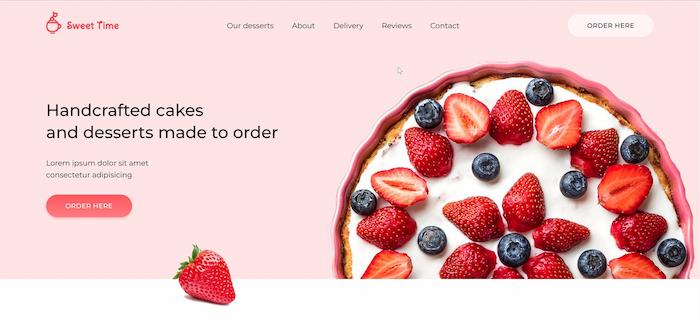 Sweet Time
Our desserts
About
Delivery
Reviews
Contact
ORDER HERE
Handcrafted cakes
and desserts made to order
Lorem ipsum dolor sit amet
consectetur adipisicing
ORDER HERE